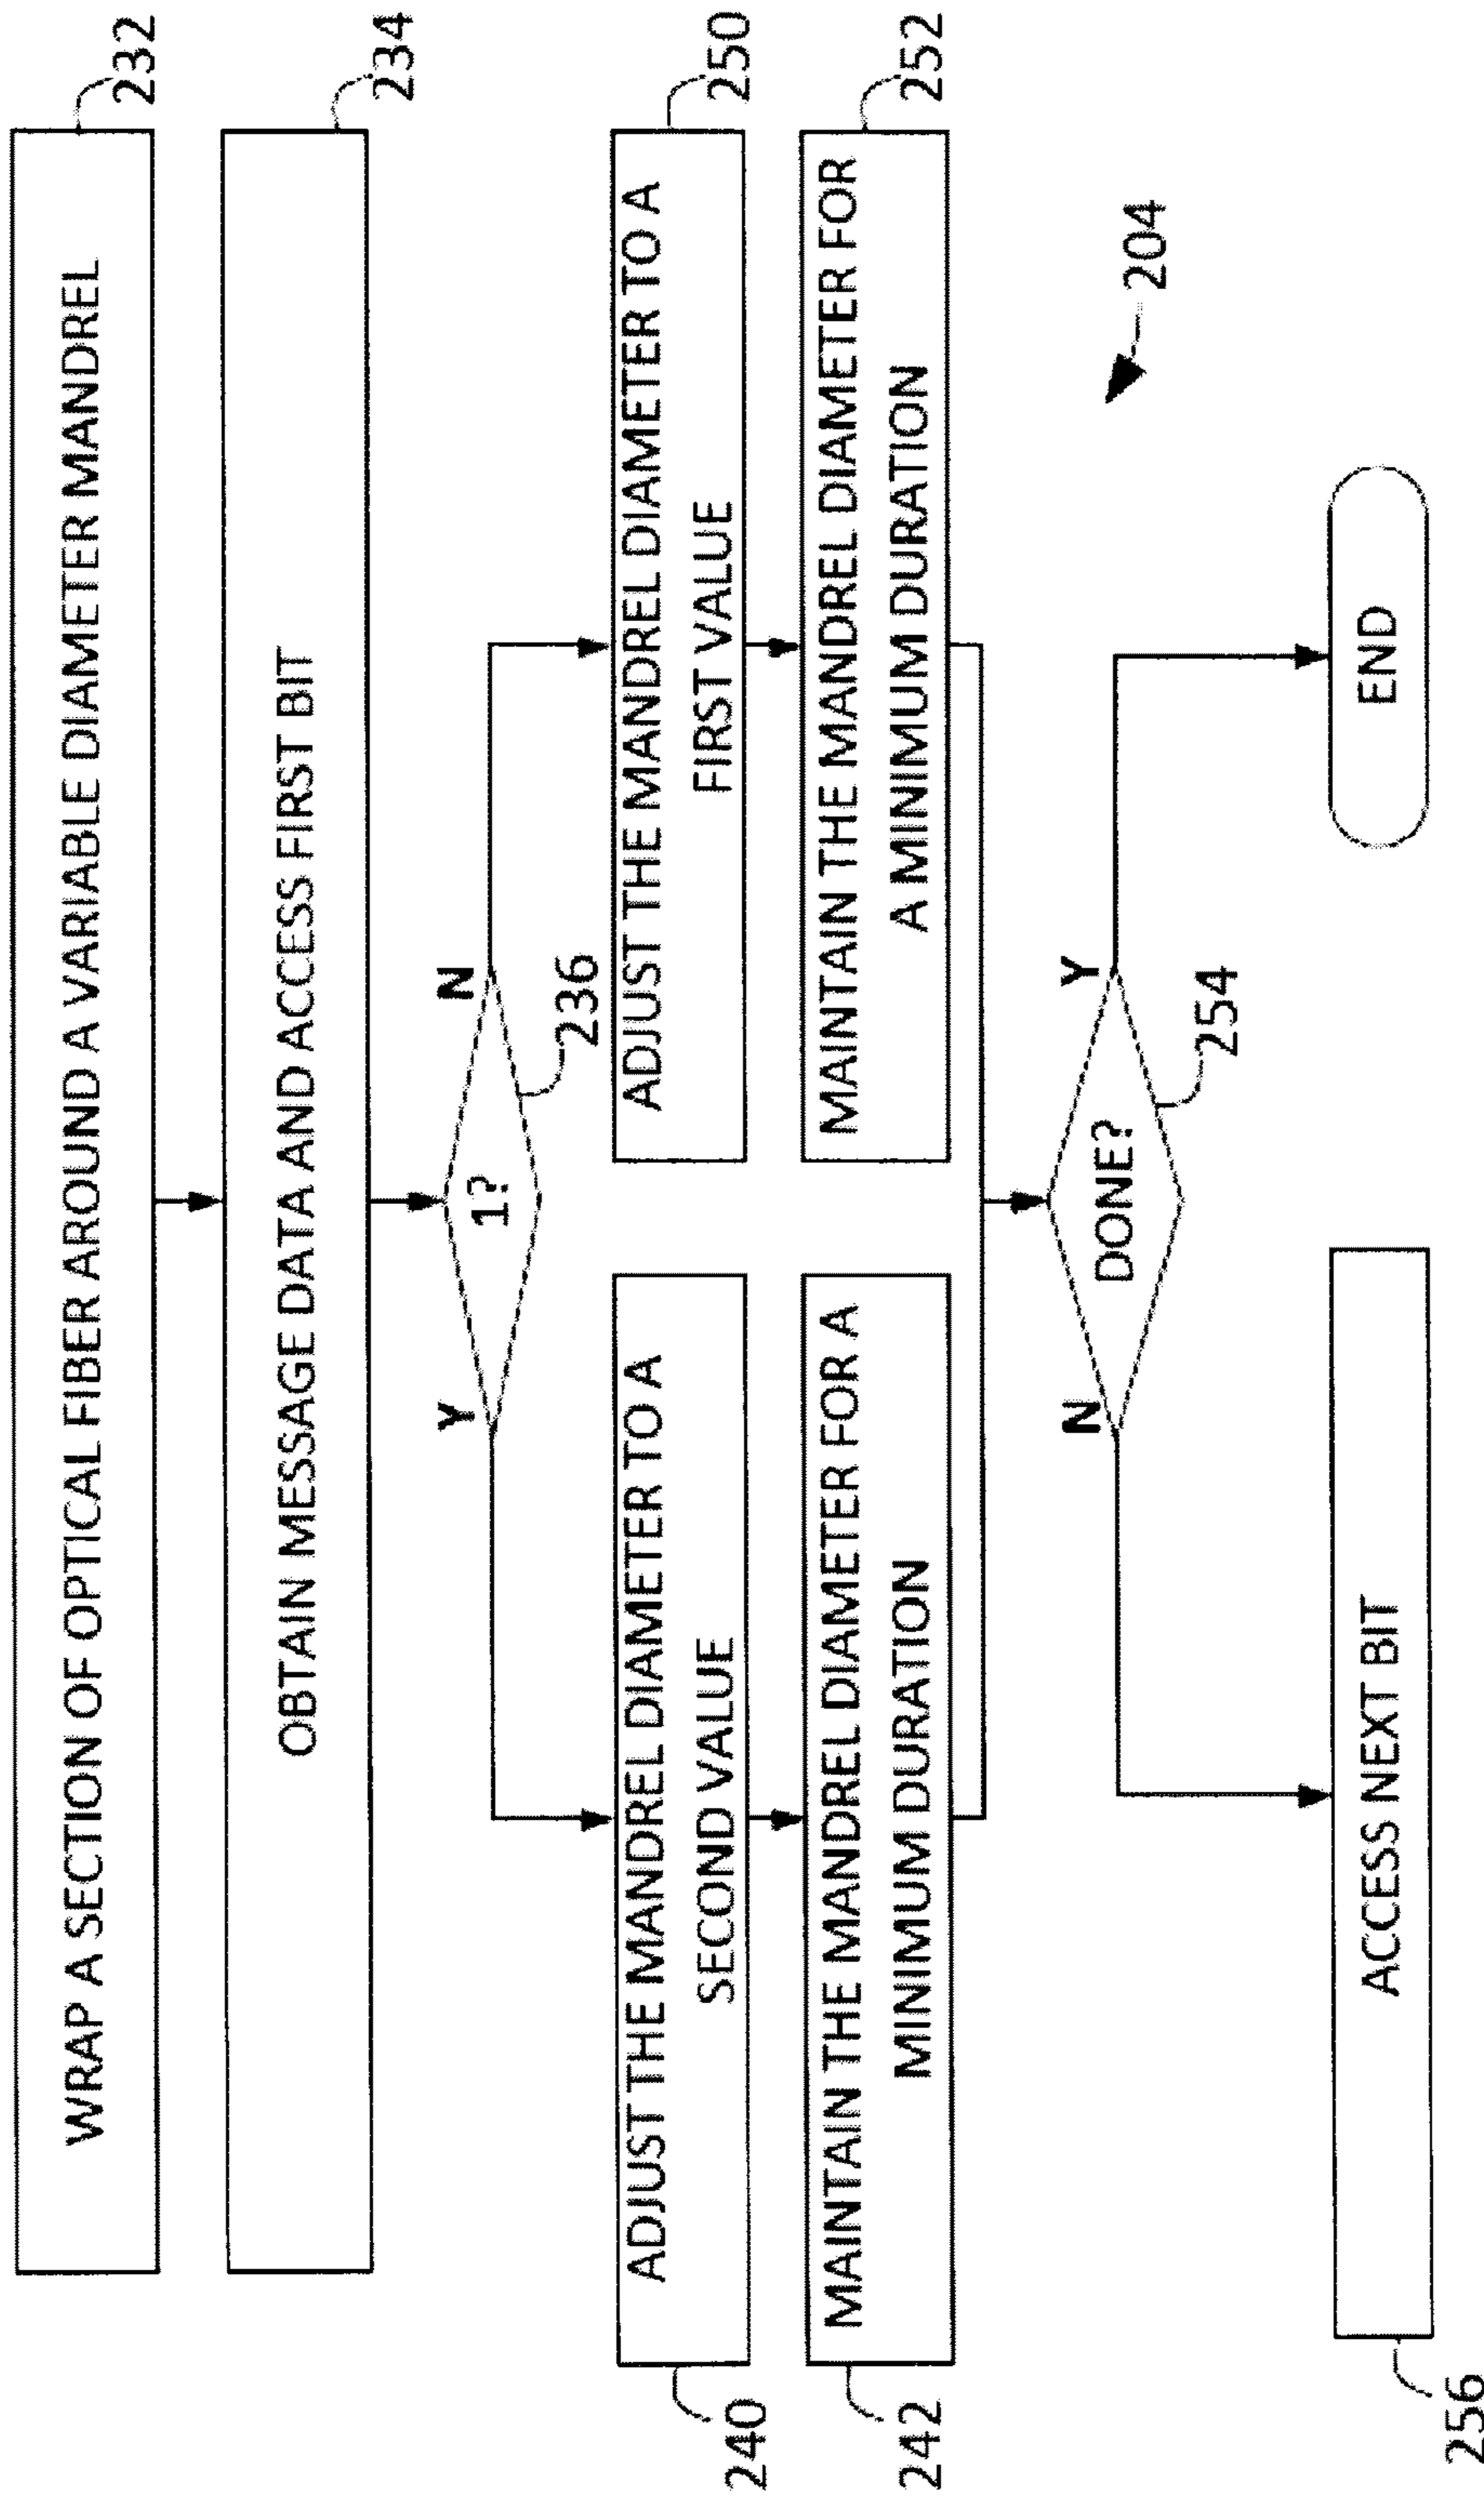 WRAP A SECTION OF OPTICAL FIBER AROUND A VARIABLE DIAMETER MANDREL
232
OBTAIN MESSAGE DATA AND ACCESS FIRST BIT
234
Y
1?
N
236
ADJUST THE MANDREL DIAMETER TO A
SECOND VALUE
240
ADJUST THE MANDREL DIAMETER TO A
FIRST VALUE
250
MAINTAIN THE MANDREL DIAMETER FOR A
MINIMUM DURATION
242
MAINTAIN THE MANDREL DIAMETER FOR
A MINIMUM DURATION
252
N
DONE?
Y
254
204
ACCESS NEXT BIT
256
END